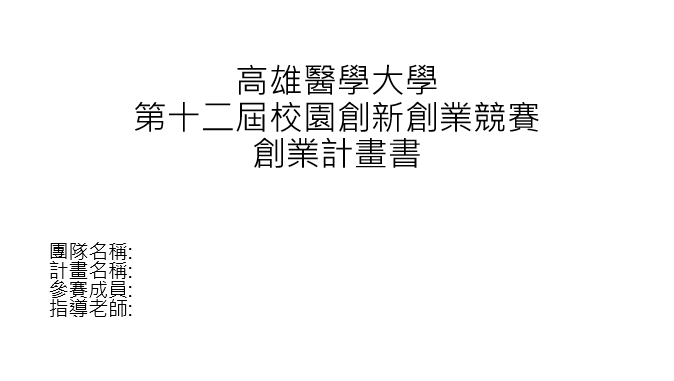 高雄醫學大學
第十二屆校園創新創業競賽
創業計畫書
團隊名稱:
計畫名稱:
參賽成員:
指導老師: